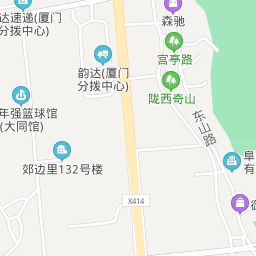 达速递(厦门
分拨中心)
森驰
宫亭路
韵达(厦门
分拨中心)
陇西奇山
年强篮球馆
(大同馆)
东山路
郊边里132号楼
阜
有
X414